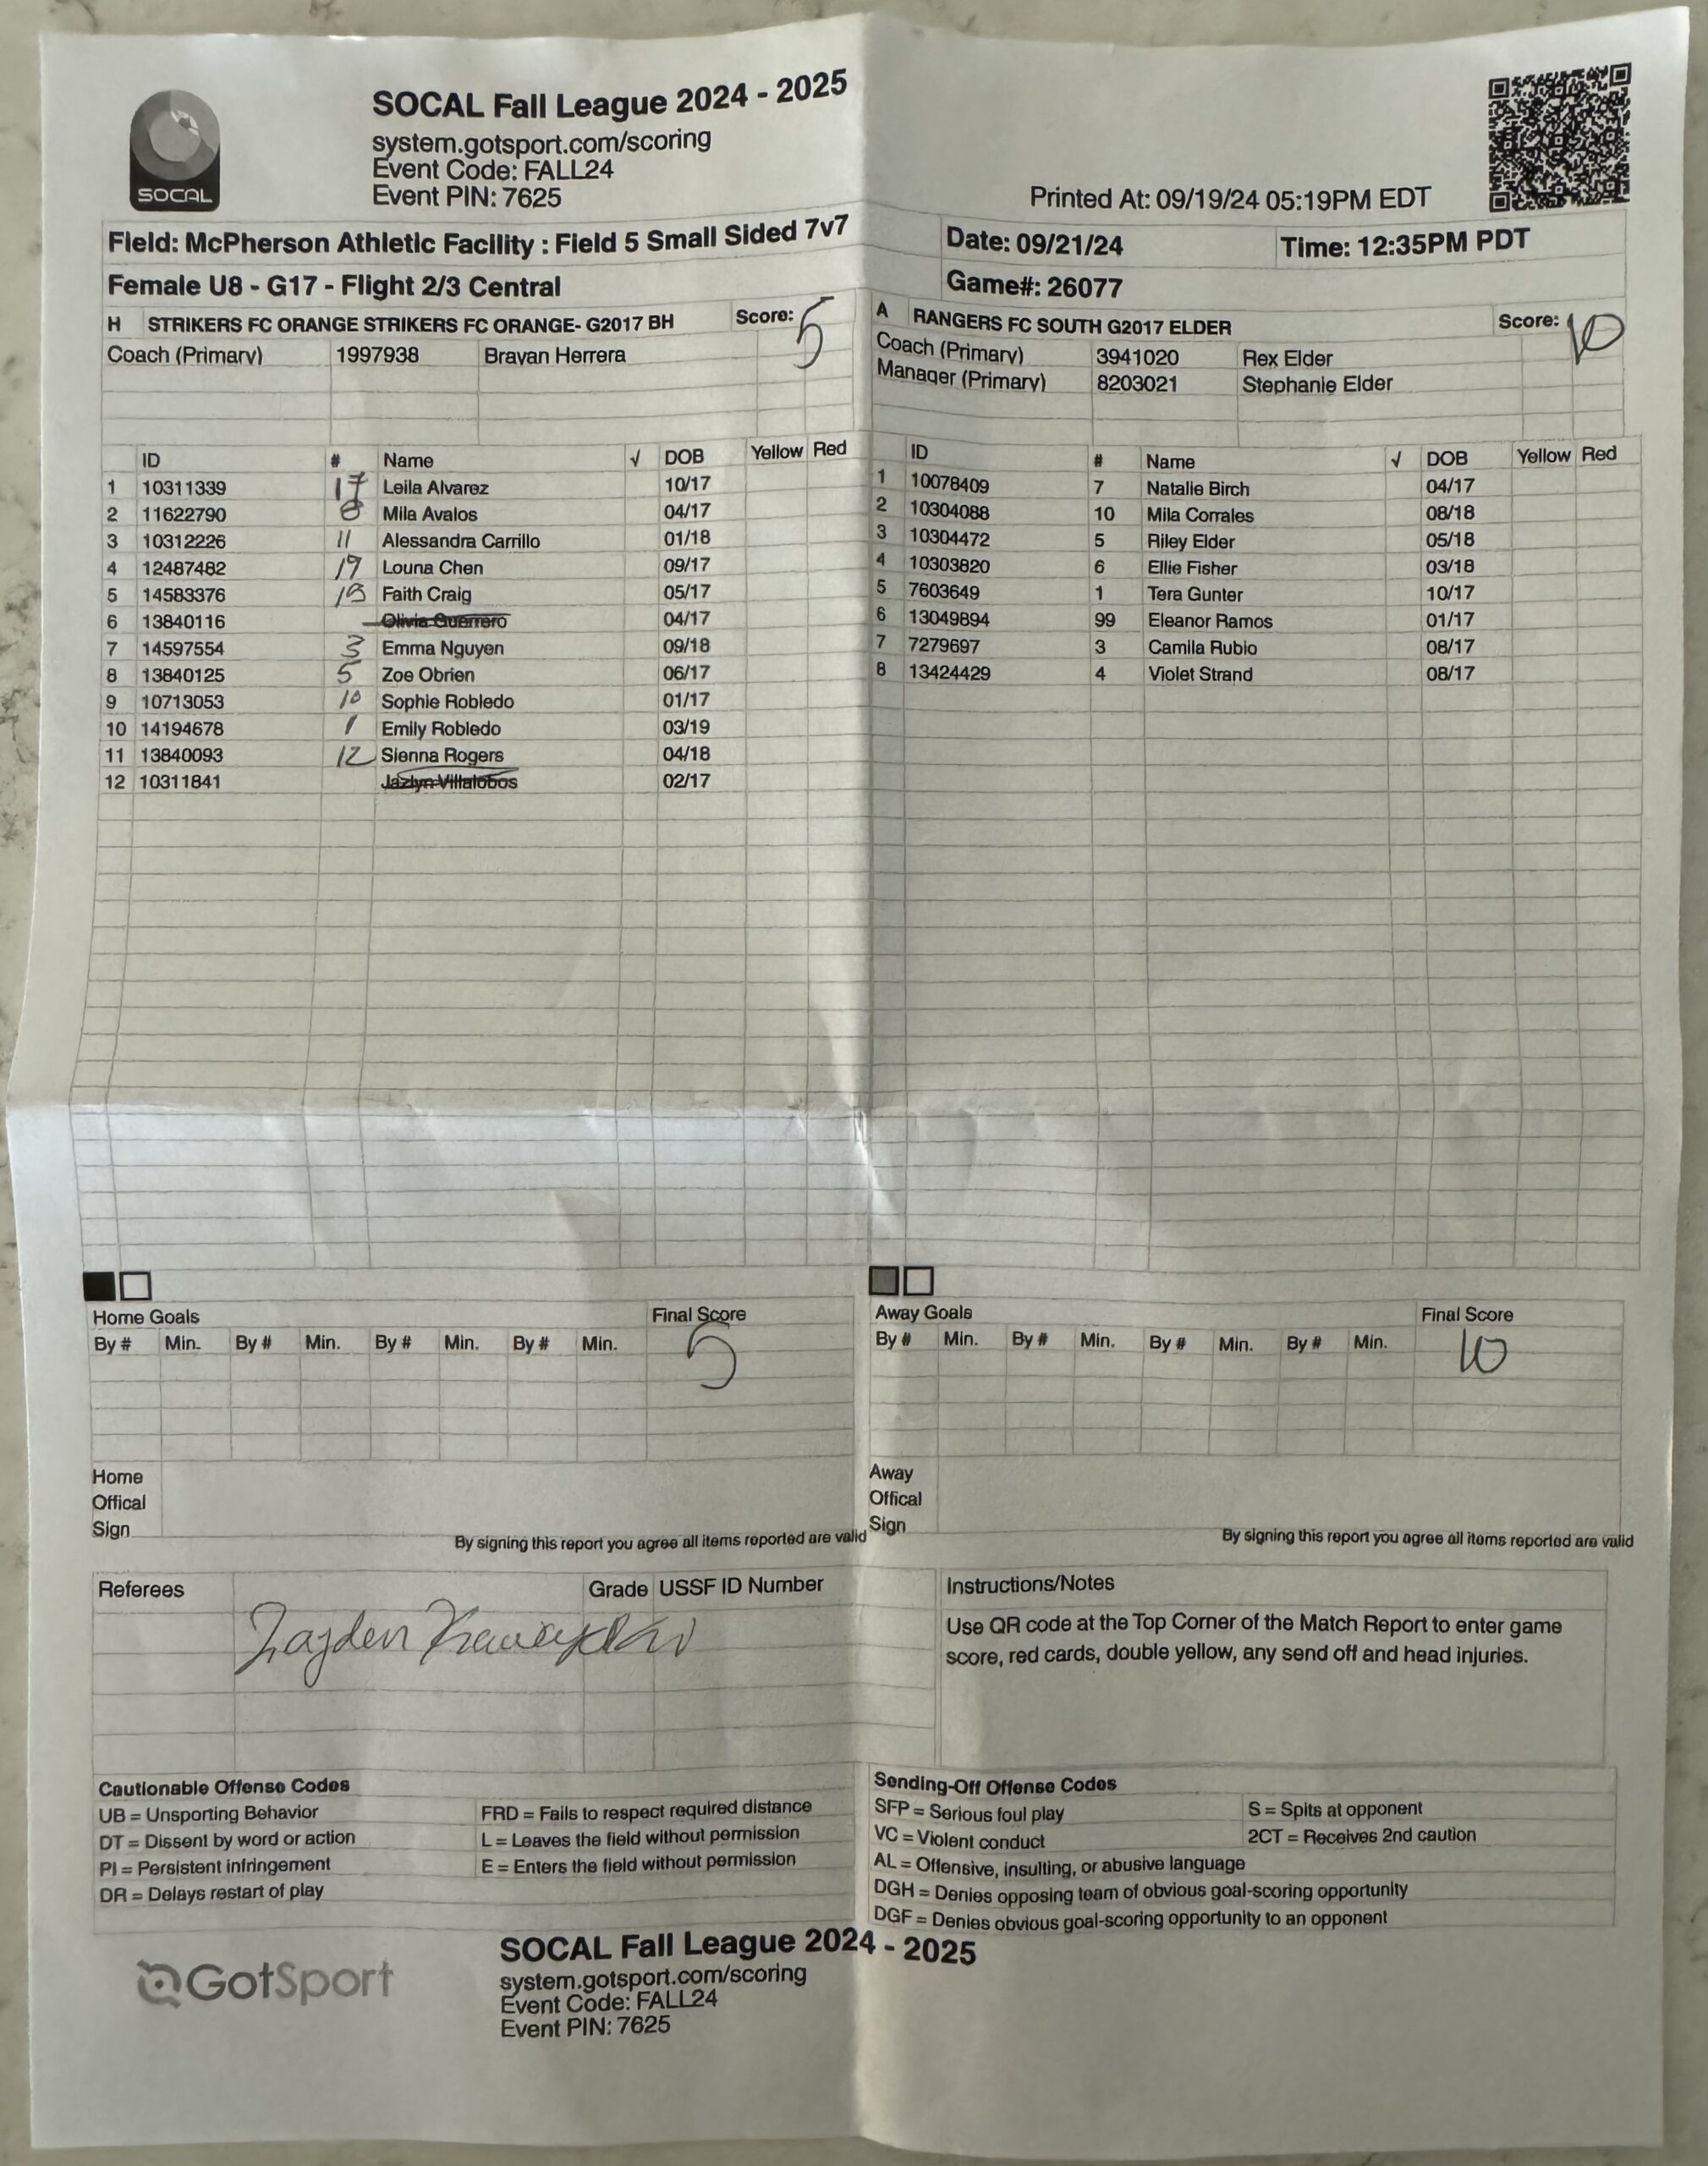 SOCAL
SOCAL Fall League 2024 - 2025
system.gotsport.com/scoring
Event Code: FALL24
Event PIN: 7625
Printed At: 09/19/24 05:19PM EDT
Field: McPherson Athletic Facility : Field 5 Small Sided 7v7 Date: 09/21/24 Time: 12:35PM PDT
Female U8 - G17 - Flight 2/3 Central Game#: 26077
H STRIKERS FC ORANGE STRIKERS FC ORANGE- G2017 BH Score: 5
Coach (Primary) 1997938 Brayan Herrera
A RANGERS FC SOUTH G2017 ELDER Score: 10
Coach (Primary) 3941020 Rex Elder
Manager (Primary) 8203021 Stephanie Elder
ID # Name √ DOB Yellow Red
1 10311339 17 Leila Alvarez 10/17
2 11622790 8 Mila Avalos 04/17
3 10312226 11 Alessandra Carrillo 01/18
4 12487482 19 Louna Chen 09/17
5 14583376 Faith Craig 05/17
6 13840116 Olivia Guerrero 04/17
7 14597554 3 Emma Nguyen 09/18
8 13840125 5 Zoe Obrien 06/17
9 10713053 10 Sophie Robledo 01/17
10 14194678 1 Emily Robledo 03/19
11 13840093 12 Sienna Rogers 04/18
12 10311841 Jazlyn Villalobos 02/17
ID # Name √ DOB Yellow Red
1 10078409 7 Natalie Birch 04/17
2 10304088 10 Mila Corrales 08/18
3 10304472 5 Riley Elder 05/18
4 10303820 6 Ellie Fisher 03/18
5 7603649 1 Tera Gunter 10/17
6 13049894 99 Eleanor Ramos 01/17
7 7279697 3 Camila Rubio 08/17
8 13424429 4 Violet Strand 08/17
Home Goals Final Score
By # Min. By # Min. By # Min. By # Min. 5
Away Goals Final Score
By # Min. By # Min. By # Min. By # Min. 10
Home
Offical
Sign
By signing this report you agree all items reported are valid
Away
Offical
Sign
By signing this report you agree all items reported are valid
Referees Grade USSF ID Number
Instructions/Notes
Use QR code at the Top Corner of the Match Report to enter game
score, red cards, double yellow, any send off and head injuries.
Cautionable Offense Codes
UB = Unsporting Behavior FRD = Fails to respect required distance
DT = Dissent by word or action L = Leaves the field without permission
PI = Persistent infringement E = Enters the field without permission
DR = Delays restart of play
Sending-Off Offense Codes
SFP = Serious foul play S = Spits at opponent
VC = Violent conduct 2CT = Receives 2nd caution
AL = Offensive, insulting, or abusive language
DGH = Denies opposing team of obvious goal-scoring opportunity
DGF = Denies obvious goal-scoring opportunity to an opponent
GotSport
SOCAL Fall League 2024 - 2025
system.gotsport.com/scoring
Event Code: FALL24
Event PIN: 7625